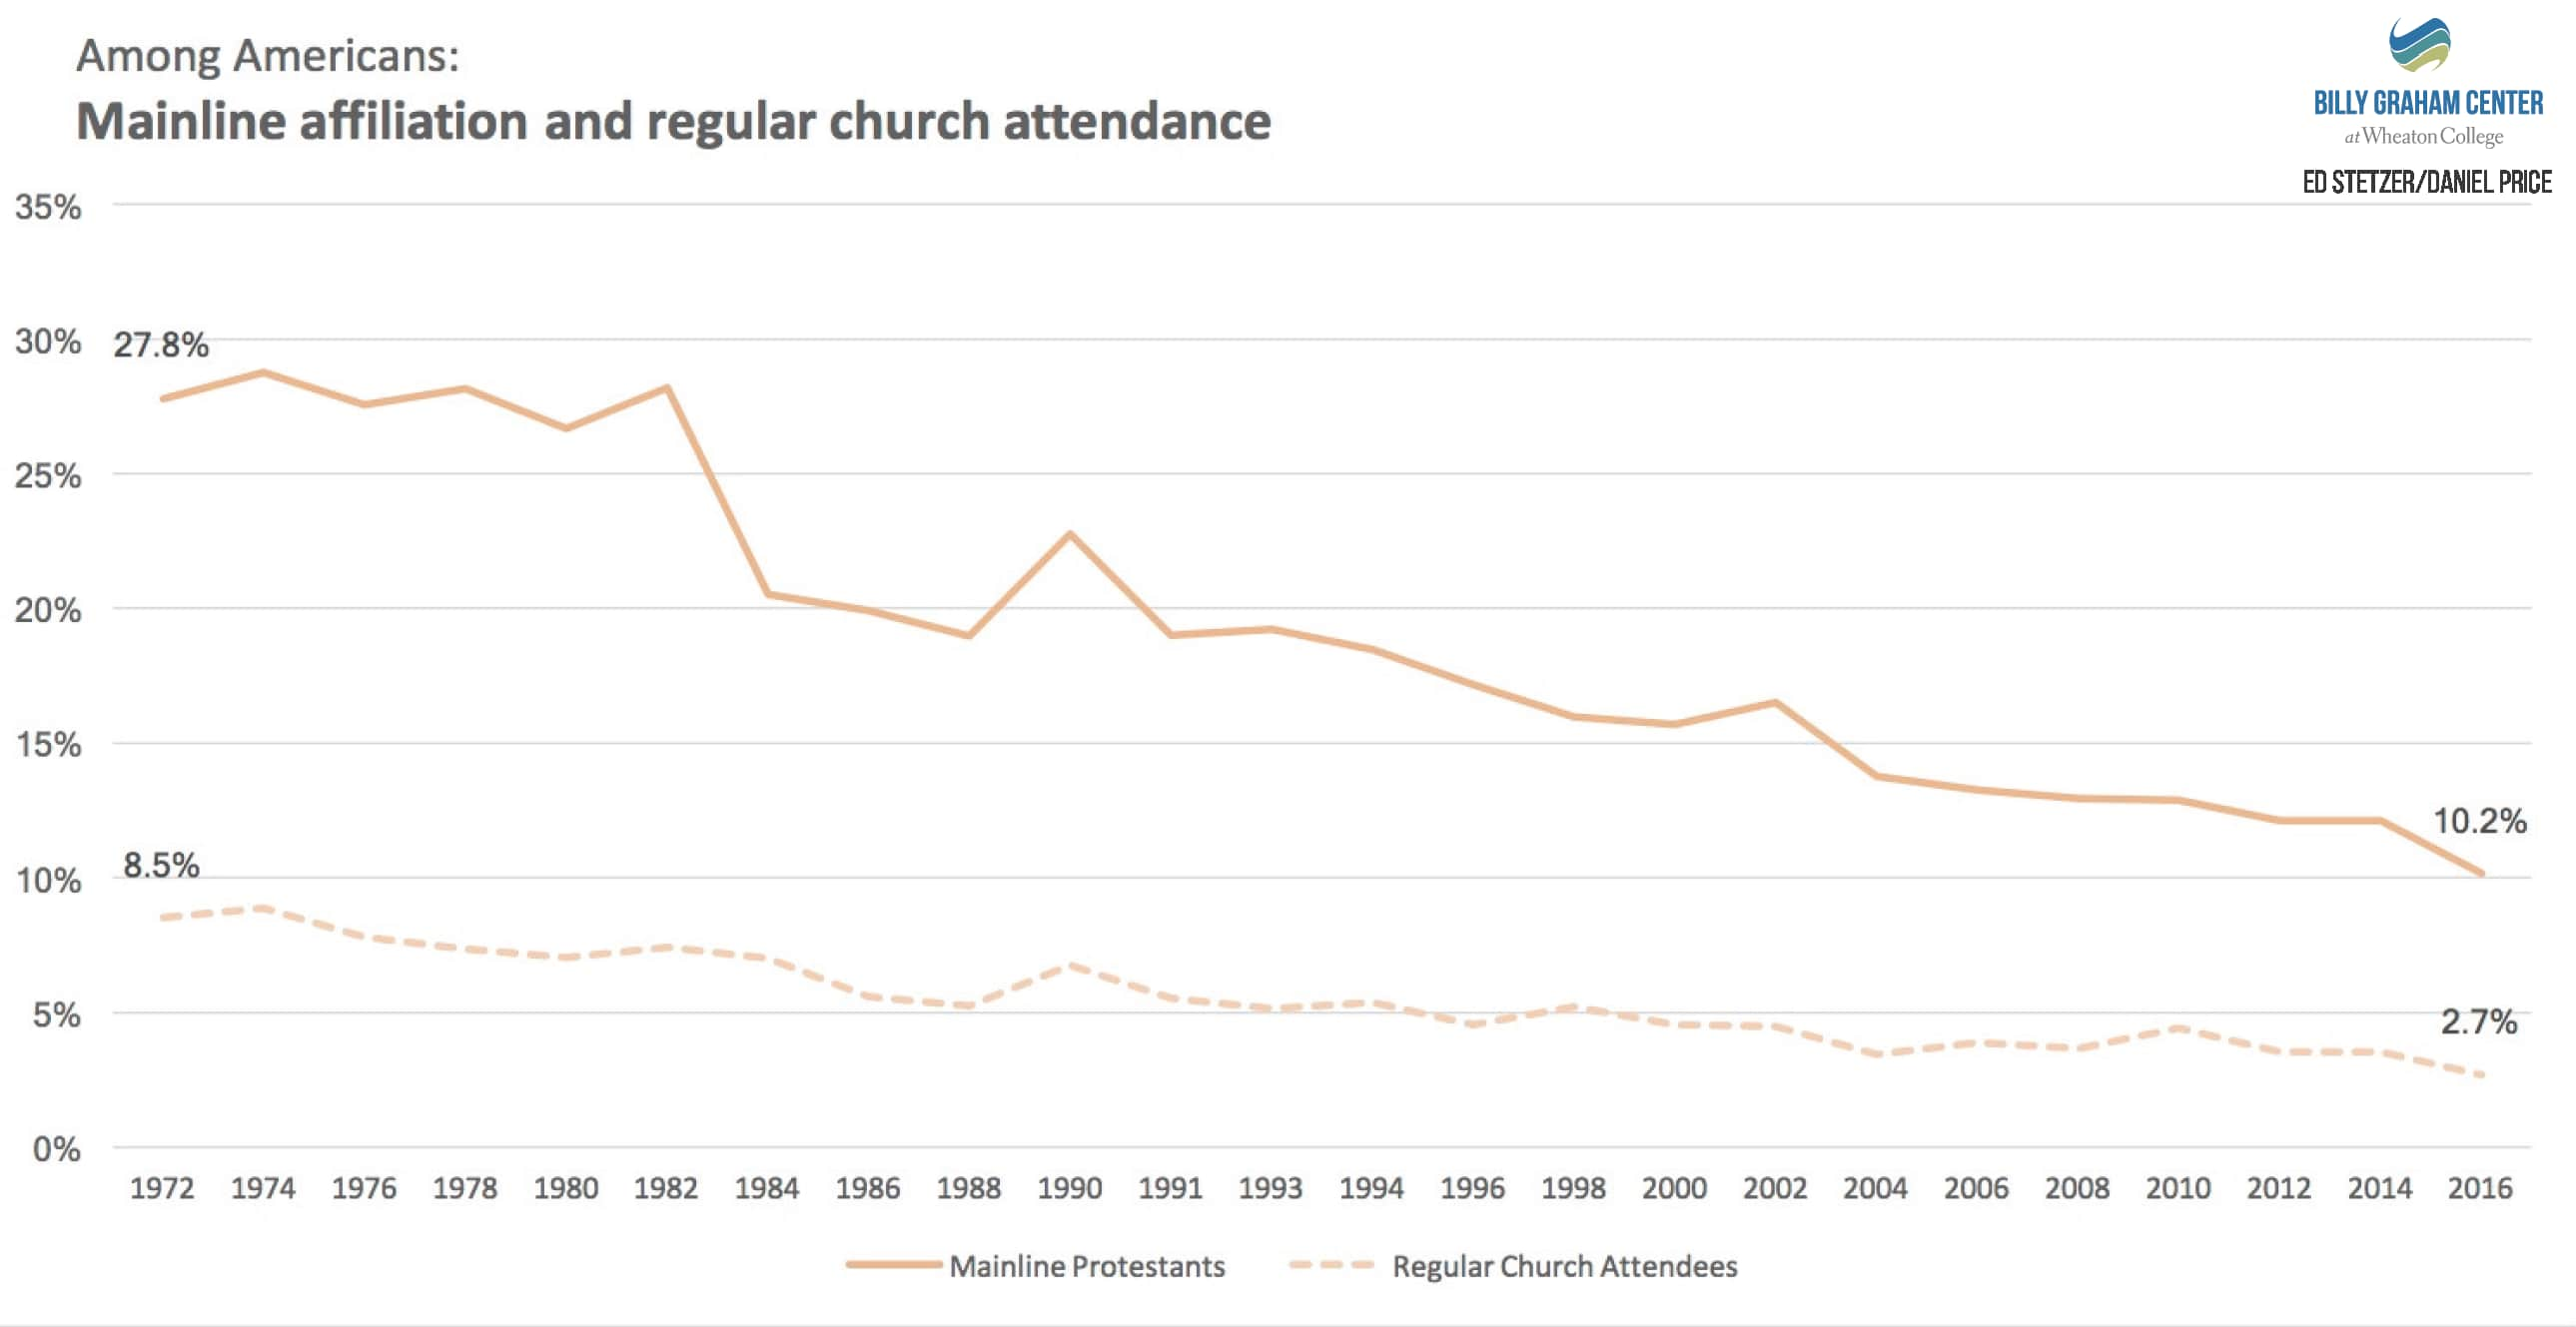 Among Americans:
Mainline affiliation and regular church attendance
BILLY GRAHAM CENTER
at Wheaton College
ED STETZER/DANIEL PRICE
35%
30%
27.8%
25%
20%
15%
10.2%
8.5%
10%
5%
2.7%
0%
1972 1974 1976 1978 1980 1982 1984 1986 1988 1990 1991 1993 1994 1996 1998 2000 2002 2004 2006 2008 2010 2012 2014 2016
Mainline Protestants Regular Church Attendees